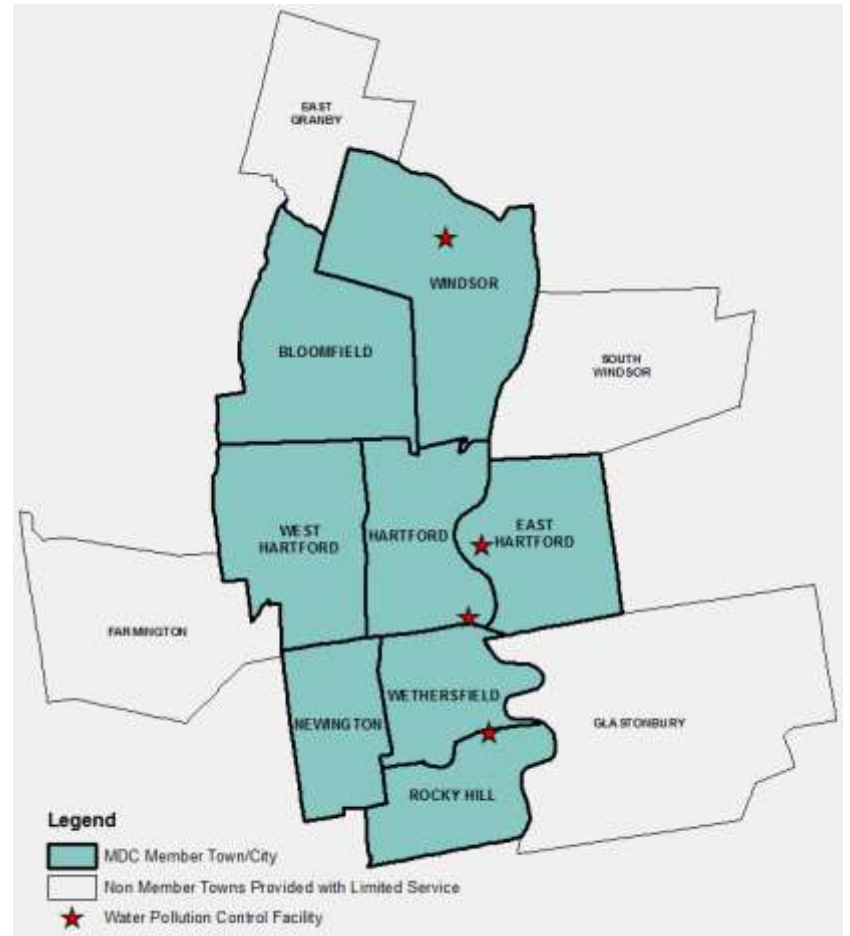 EAST
GRANBY
WINDSOR
BLOOMFIELD
SOUTH
WINDSOR
WEST
HARTFORD
HARTFORD
EAST
HARTFORD
FARMINGTON
WETHERSFIELD
NEWINGTON
GLASTONBURY
ROCKY HILL
Legend
MDC Member Town/City
Non Member Towns Provided with Limited Service
Water Pollution Control Facility